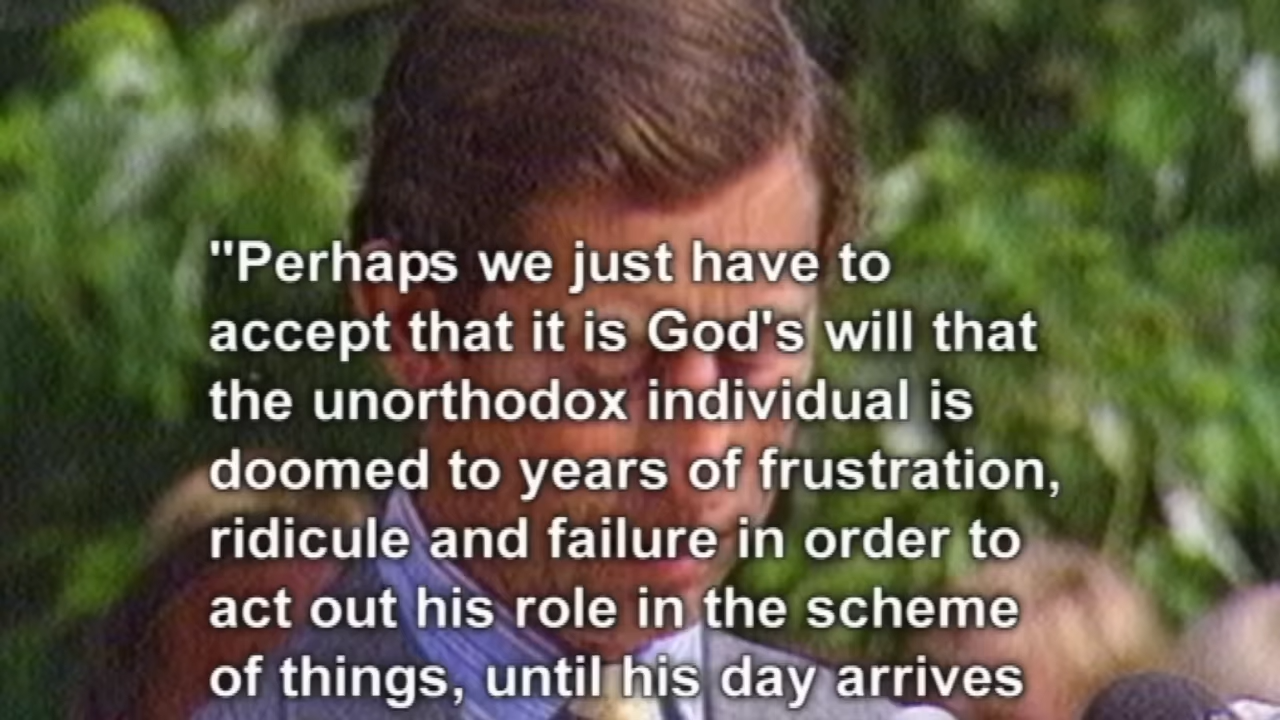 "Perhaps we just have to
accept that it is God's will that
the unorthodox individual is
doomed to years of frustration,
ridicule and failure in order to
act out his role in the scheme
of things, until his day arrives